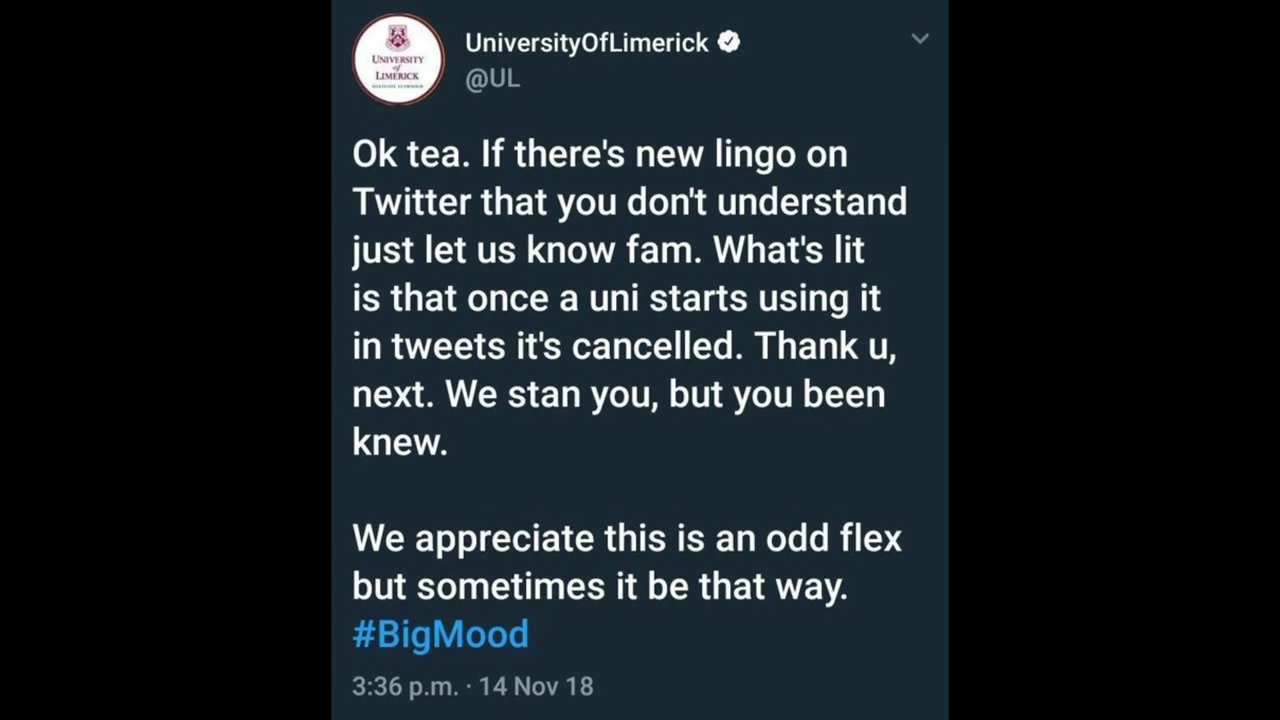 UNIVERSITY
of
LIMERICK
UniversityOfLimerick
@UL
Ok tea. If there's new lingo on
Twitter that you don't understand
just let us know fam. What's lit
is that once a uni starts using it
in tweets it's cancelled. Thank u,
next. We stan you, but you been
knew.
We appreciate this is an odd flex
but sometimes it be that way.
#BigMood
3:36 p.m. · 14 Nov 18